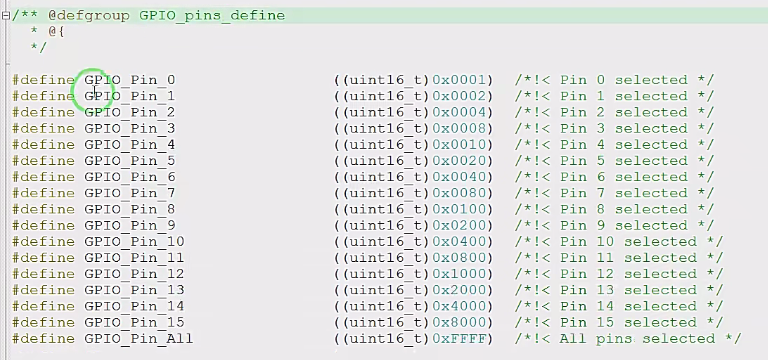 /** @defgroup GPIO_pins_define
* @{
*/
#define GPIO_Pin_0 ((uint16_t)0x0001) /*!< Pin 0 selected */
#define GPIO_Pin_1 ((uint16_t)0x0002) /*!< Pin 1 selected */
#define GPIO_Pin_2 ((uint16_t)0x0004) /*!< Pin 2 selected */
#define GPIO_Pin_3 ((uint16_t)0x0008) /*!< Pin 3 selected */
#define GPIO_Pin_4 ((uint16_t)0x0010) /*!< Pin 4 selected */
#define GPIO_Pin_5 ((uint16_t)0x0020) /*!< Pin 5 selected */
#define GPIO_Pin_6 ((uint16_t)0x0040) /*!< Pin 6 selected */
#define GPIO_Pin_7 ((uint16_t)0x0080) /*!< Pin 7 selected */
#define GPIO_Pin_8 ((uint16_t)0x0100) /*!< Pin 8 selected */
#define GPIO_Pin_9 ((uint16_t)0x0200) /*!< Pin 9 selected */
#define GPIO_Pin_10 ((uint16_t)0x0400) /*!< Pin 10 selected */
#define GPIO_Pin_11 ((uint16_t)0x0800) /*!< Pin 11 selected */
#define GPIO_Pin_12 ((uint16_t)0x1000) /*!< Pin 12 selected */
#define GPIO_Pin_13 ((uint16_t)0x2000) /*!< Pin 13 selected */
#define GPIO_Pin_14 ((uint16_t)0x4000) /*!< Pin 14 selected */
#define GPIO_Pin_15 ((uint16_t)0x8000) /*!< Pin 15 selected */
#define GPIO_Pin_All ((uint16_t)0xFFFF) /*!< All pins selected */